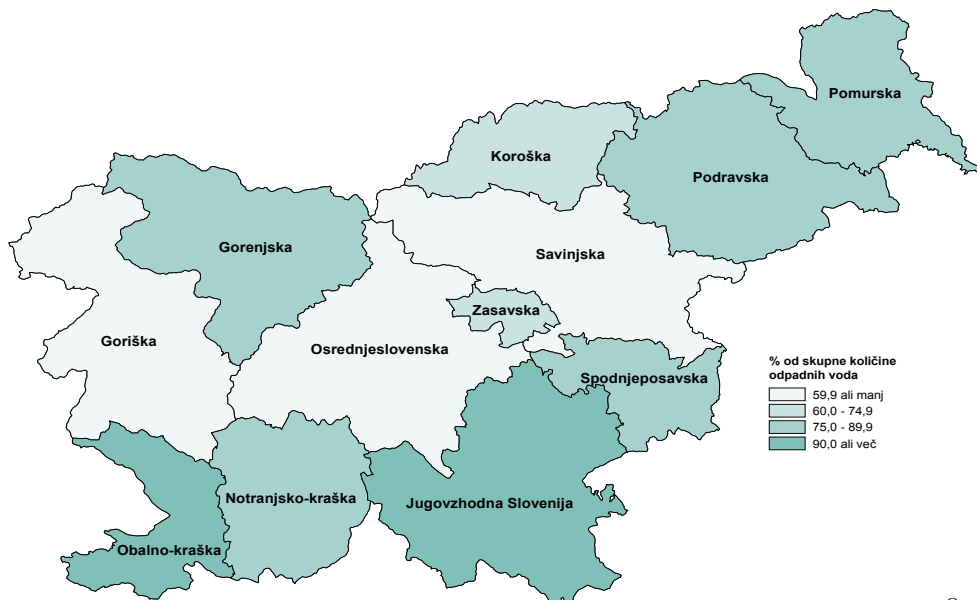 Pomurska
Koroška
Podravska
Gorenjska
Savinjska
Zasavska
Goriška
Osrednjeslovenska
Spodnjeposavska
Notranjsko-kraška
Jugovzhodna Slovenija
Obalno-kraška
% od skupne količine
odpadnih voda
59,9 ali manj
60,0 - 74,9
75,0 - 89,9
90,0 ali več